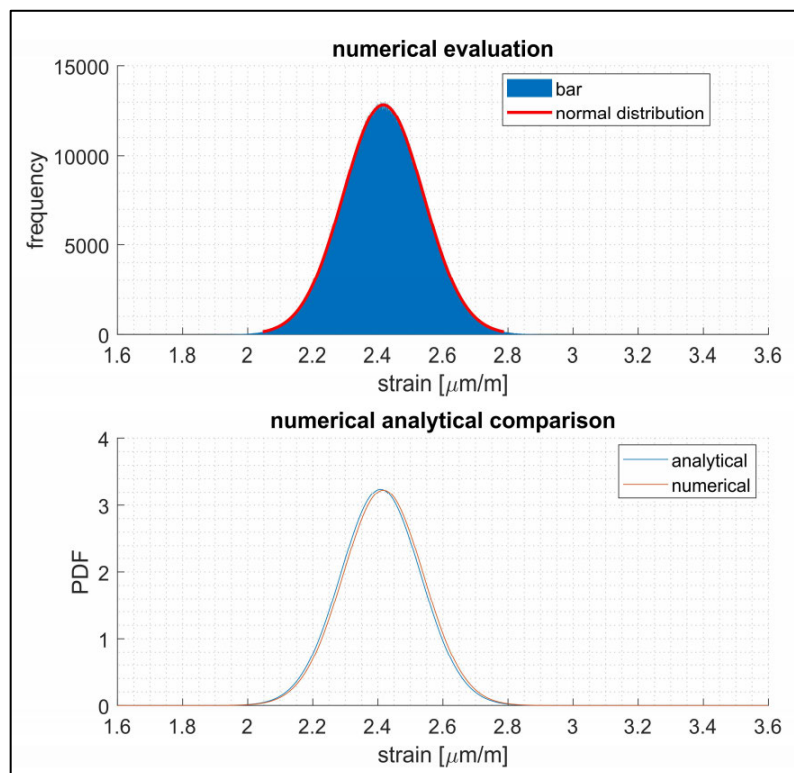 numerical evaluation
15000
10000
5000
0
frequency
bar
normal distribution
1.6 1.8 2 2.2 2.4 2.6 2.8 3 3.2 3.4 3.6
strain [μm/m]
numerical analytical comparison
4
3
2
1
0
PDF
analytical
numerical
1.6 1.8 2 2.2 2.4 2.6 2.8 3 3.2 3.4 3.6
strain [μm/m]